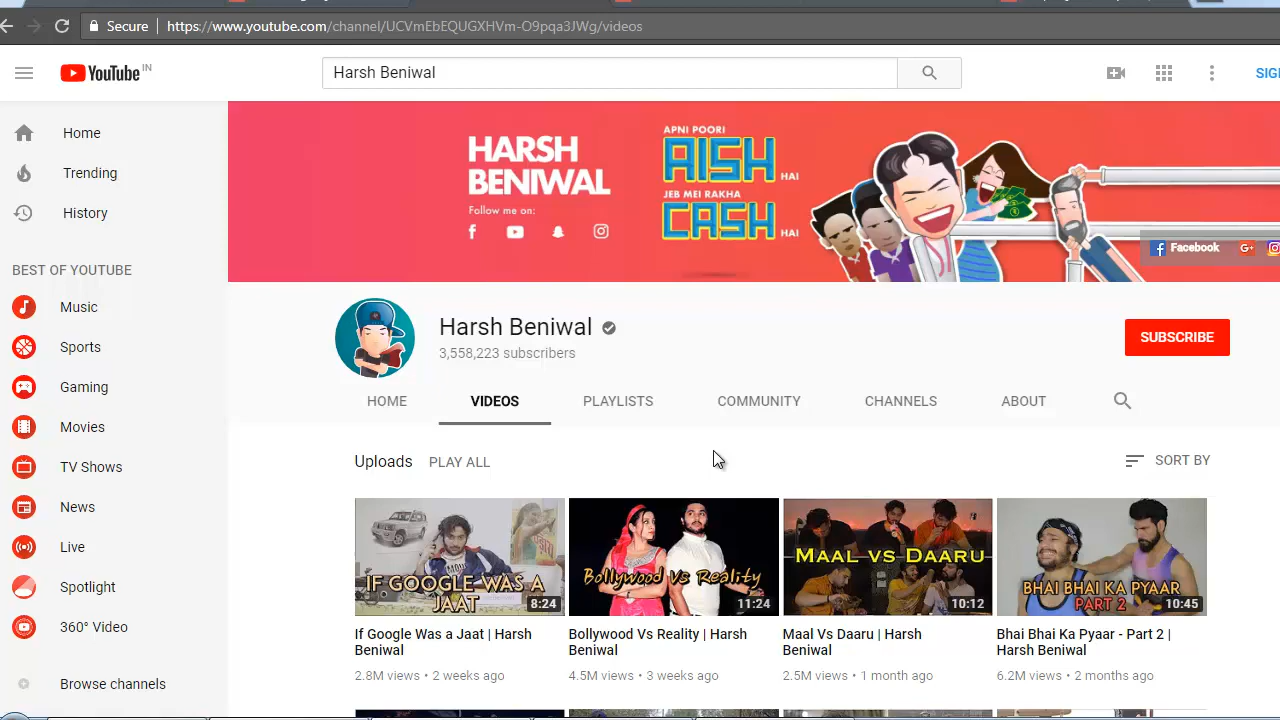 Secure
https://www.youtube.com/channel/UCVmEbEQUGXHVm-O9pqa3JWg/videos
YouTube IN
Harsh Beniwal
Home
Trending
History
BEST OF YOUTUBE
Music
Sports
Gaming
Movies
TV Shows
News
Live
Spotlight
360° Video
Browse channels
HARSH
BENIWAL
Follow me on:
APNI POORI
AISH HAI
JEB MEI RAKHA
CASH HAI
Facebook
Harsh Beniwal
3,558,223 subscribers
SUBSCRIBE
HOME
VIDEOS
PLAYLISTS
COMMUNITY
CHANNELS
ABOUT
Uploads
PLAY ALL
SORT BY
IF GOOGLE WAS A
JAAT
8:24
If Google Was a Jaat | Harsh
Beniwal
2.8M views • 2 weeks ago
Bollywood Vs Reality
11:24
Bollywood Vs Reality | Harsh
Beniwal
4.5M views • 3 weeks ago
MAAL VS DAARU
10:12
Maal Vs Daaru | Harsh
Beniwal
2.5M views • 1 month ago
BHAI BHAI KA PYAAR
PART 2
10:45
Bhai Bhai Ka Pyaar - Part 2 |
Harsh Beniwal
6.2M views • 2 months ago